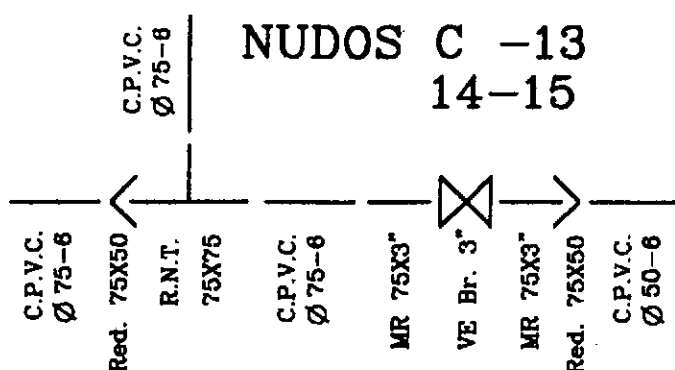 NUDOS C -13
14-15
C.P.V.C.
Ø 75-6
C.P.V.C.
Ø 75-6
Red. 75X50
R.N.T.
75X75
C.P.V.C.
Ø 75-6
MR 75X3"
VE Br. 3"
MR 75X3"
Red. 75X50
C.P.V.C.
Ø 50-6